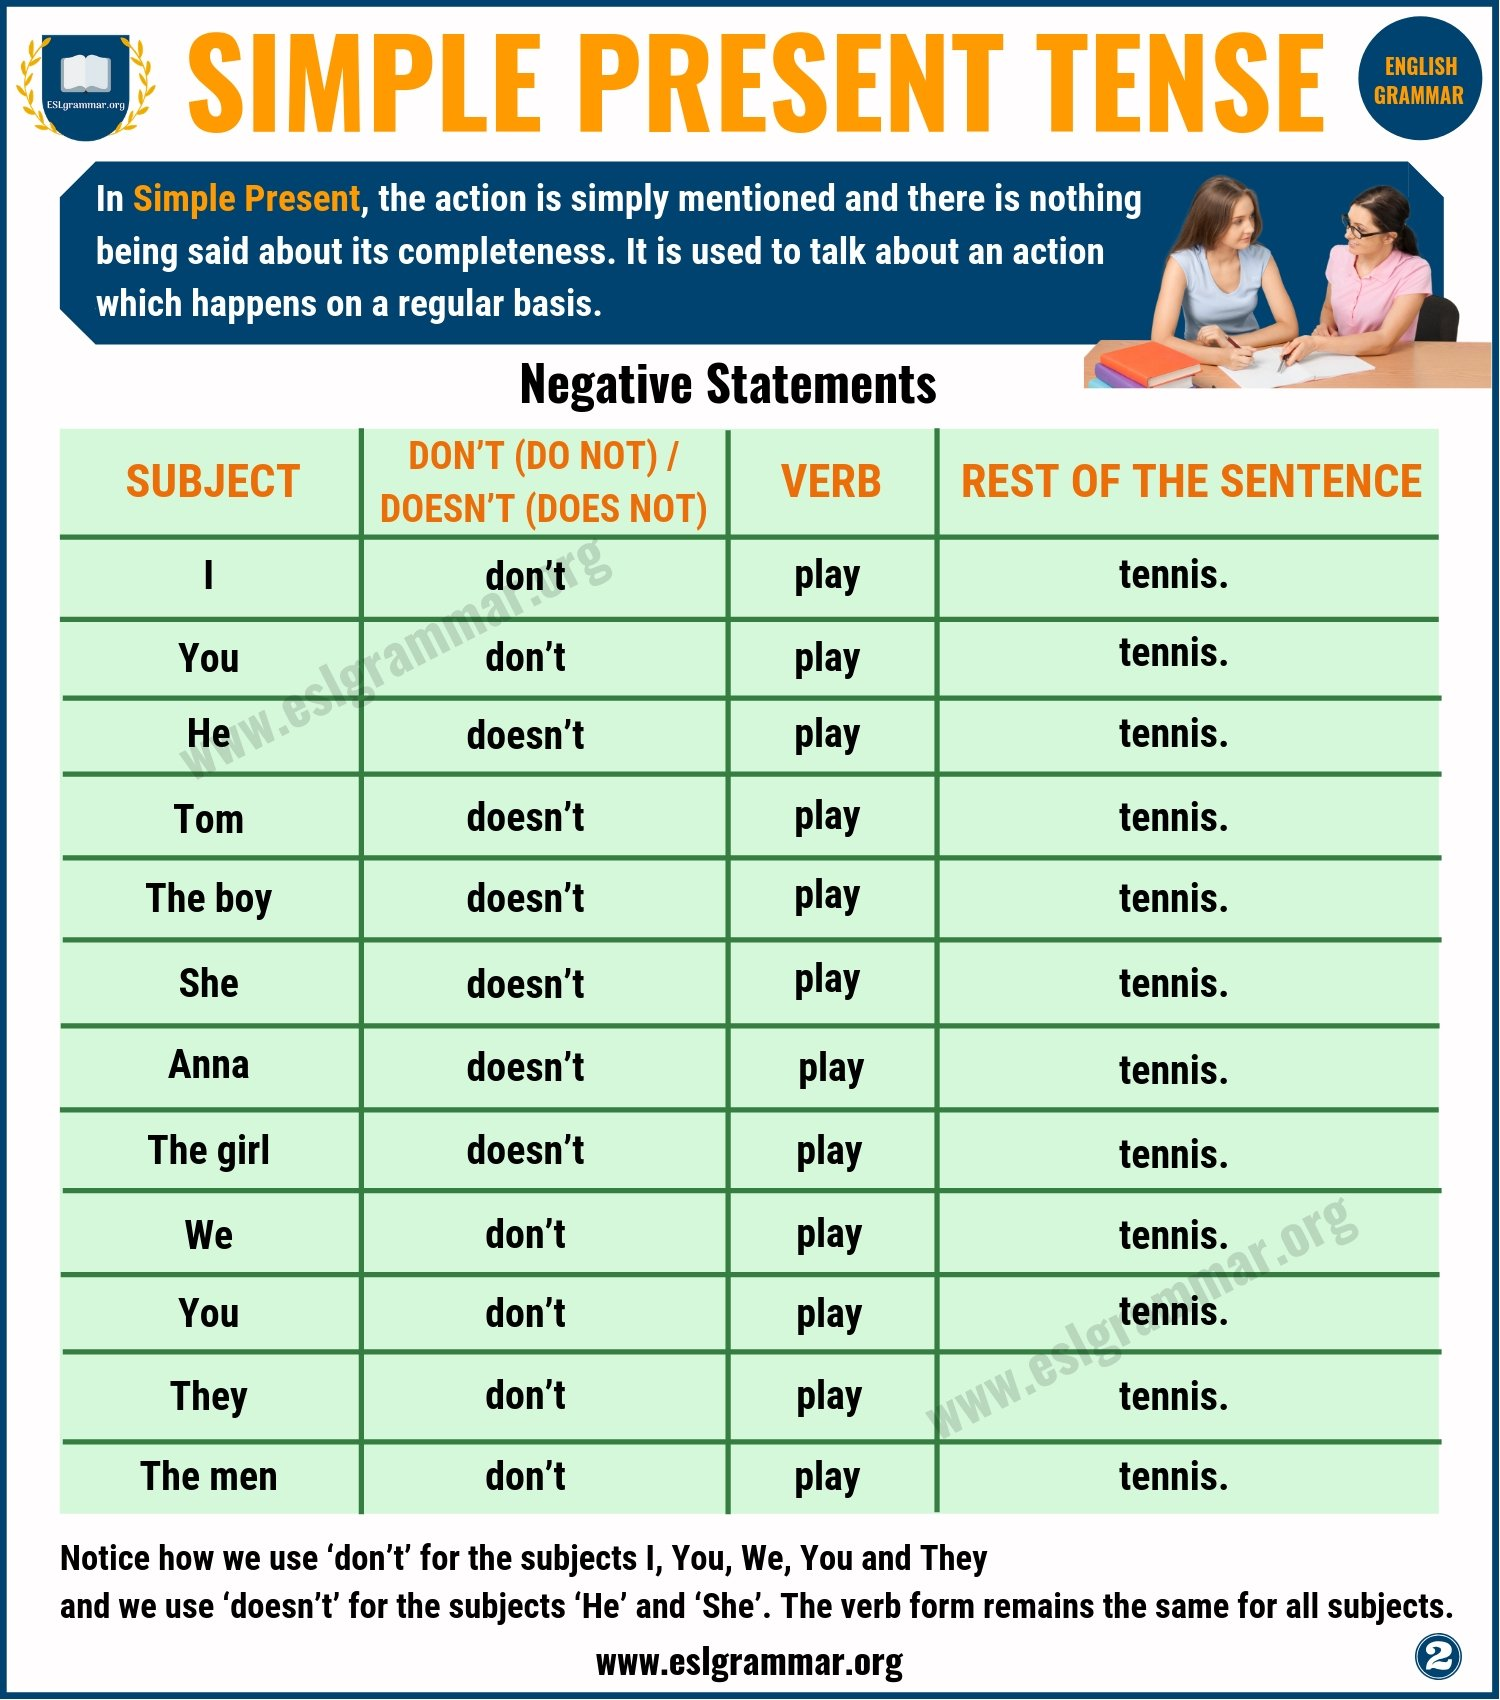 ESLgrammar.org
SIMPLE PRESENT TENSE
ENGLISH
GRAMMAR
In Simple Present, the action is simply mentioned and there is nothing
being said about its completeness. It is used to talk about an action
which happens on a regular basis.
Negative Statements
SUBJECT DON’T (DO NOT) / DOESN’T (DOES NOT) VERB REST OF THE SENTENCE
I don’t play tennis.
You don’t play tennis.
He doesn’t play tennis.
Tom doesn’t play tennis.
The boy doesn’t play tennis.
She doesn’t play tennis.
Anna doesn’t play tennis.
The girl doesn’t play tennis.
We don’t play tennis.
You don’t play tennis.
They don’t play tennis.
The men don’t play tennis.
www.eslgrammar.org
www.eslgrammar.org
Notice how we use ‘don’t’ for the subjects I, You, We, You and They
and we use ‘doesn’t’ for the subjects ‘He’ and ‘She’. The verb form remains the same for all subjects.
www.eslgrammar.org
2